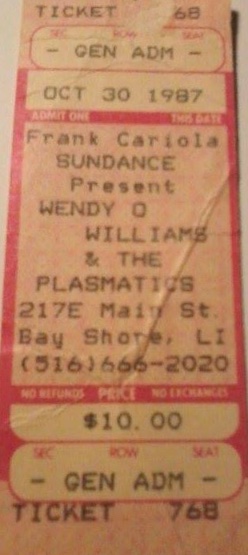 TICKET 68
SEC ROW SEAT
- GEN ADM -
OCT 30 1987
ADMIT ONE THIS DATE
Frank Cariola
SUNDANCE
Present
WENDY O
WILLIAMS
& THE
PLASMATICS
217E Main St.
Bay Shore, LI
(516)666-2020
NO REFUNDS PRICE NO EXCHANGES
$10.00
SEC ROW SEAT
- GEN ADM -
TICKET 768